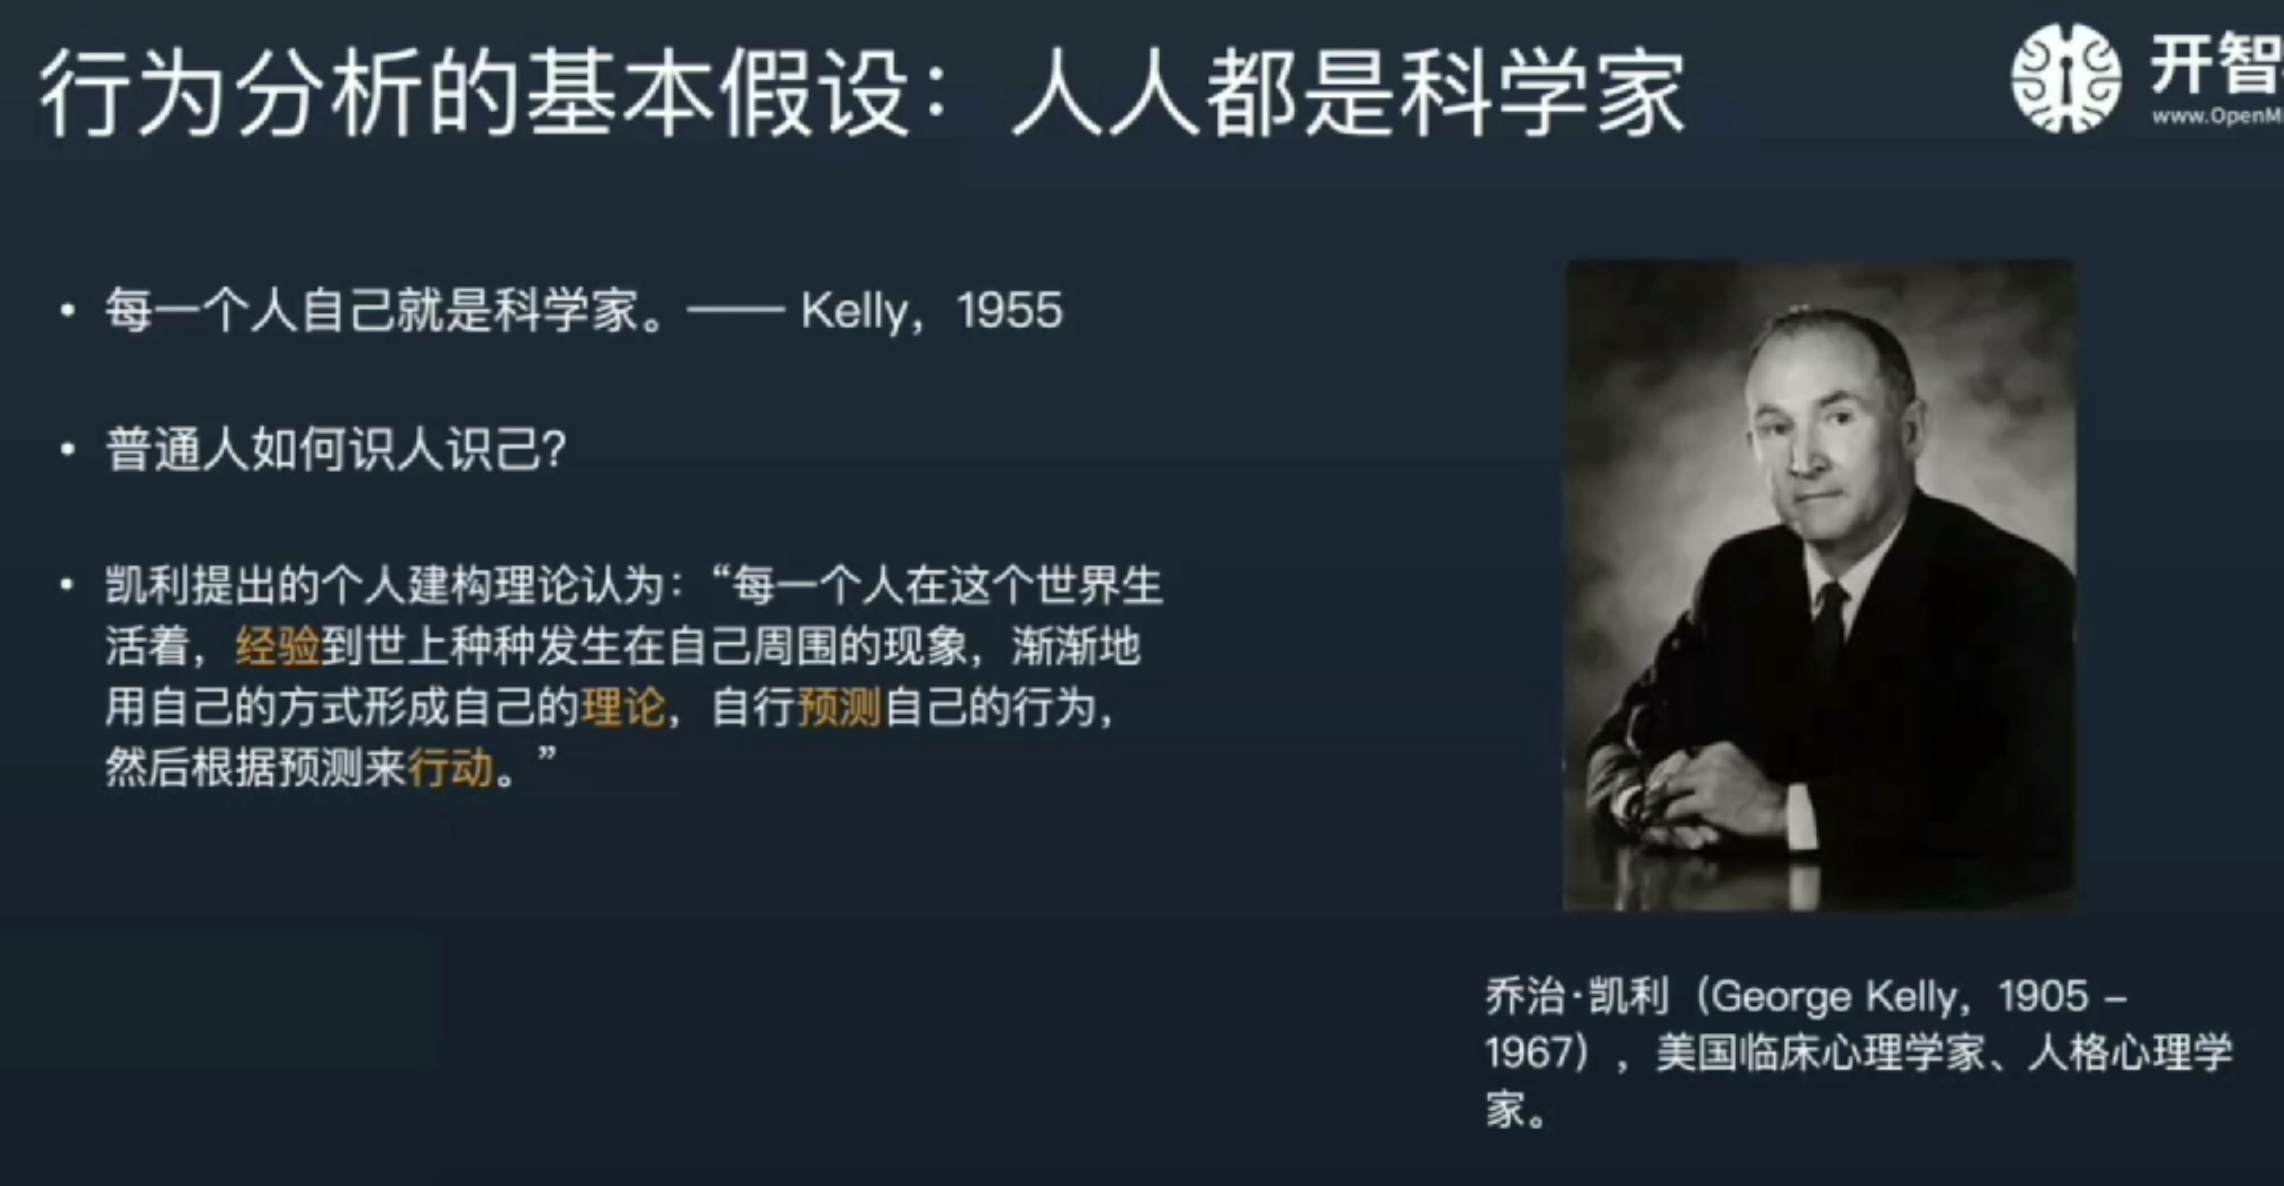 行为分析的基本假设：人人都是科学家
开智
www.OpenM
• 每一个人自己就是科学家。—— Kelly，1955
• 普通人如何识人识己？
• 凯利提出的个人建构理论认为：“每一个人在这个世界生
活着，经验到世上种种发生在自己周围的现象，渐渐地
用自己的方式形成自己的理论，自行预测自己的行为，
然后根据预测来行动。”
乔治·凯利（George Kelly，1905 –
1967），美国临床心理学家、人格心理学
家。